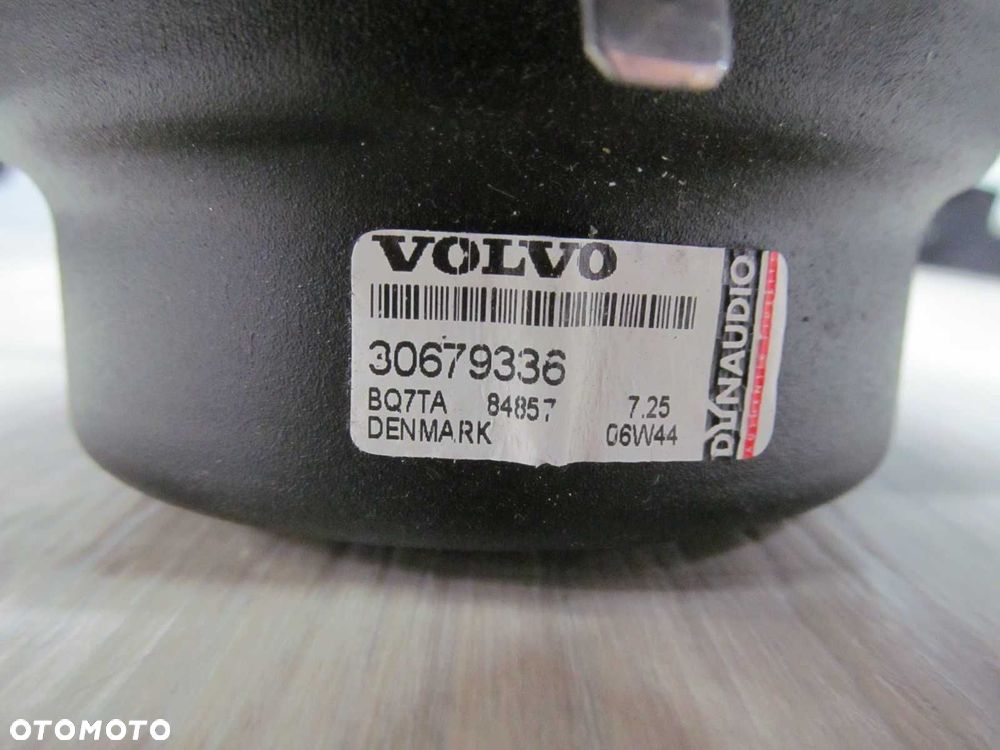 VOLVO
30679336
BQ7TA 84857 7.25
DENMARK 06W44
DYNAUDIO
OTOMOTO